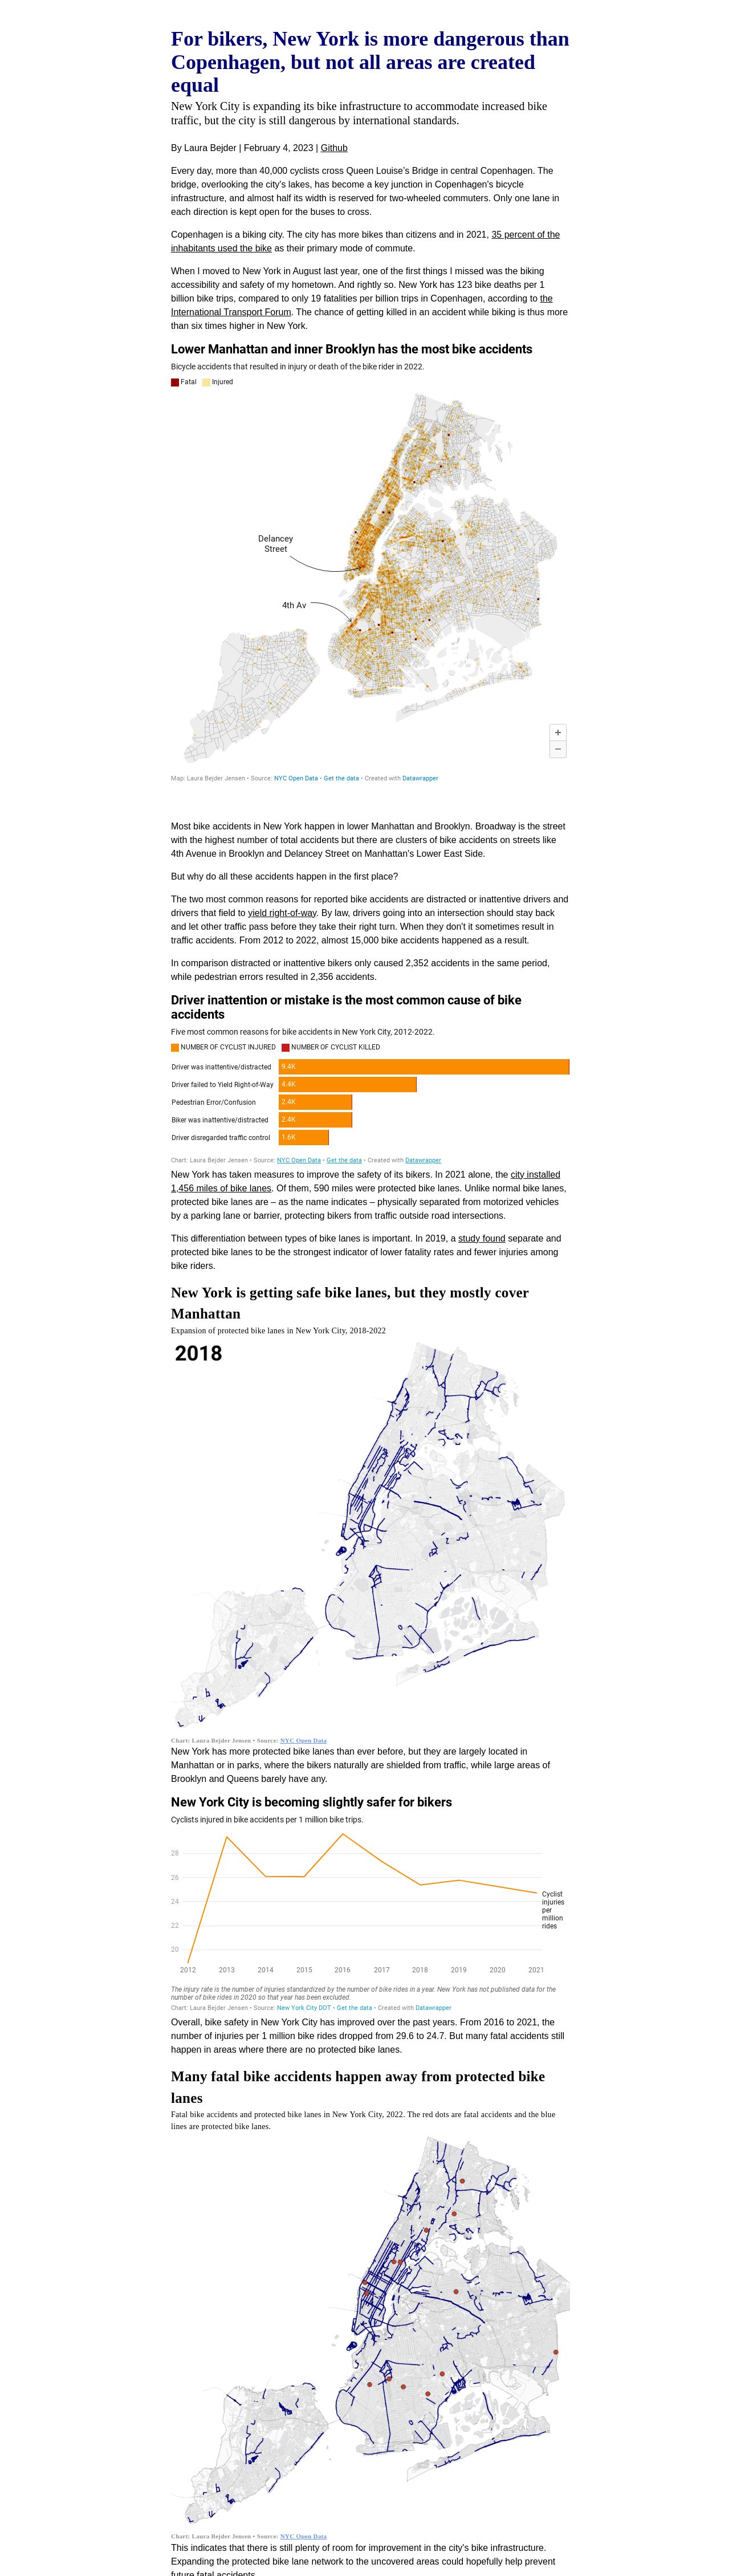 For bikers, New York is more dangerous than
Copenhagen, but not all areas are created
equal
New York City is expanding its bike infrastructure to accommodate increased bike
traffic, but the city is still dangerous by international standards.
By Laura Bejder | February 4, 2023 | Github
Every day, more than 40,000 cyclists cross Queen Louise's Bridge in central Copenhagen. The
bridge, overlooking the city's lakes, has become a key junction in Copenhagen's bicycle
infrastructure, and almost half its width is reserved for two-wheeled commuters. Only one lane in
each direction is kept open for the buses to cross.
Copenhagen is a biking city. The city has more bikes than citizens and in 2021, 35 percent of the
inhabitants used the bike as their primary mode of commute.
When I moved to New York in August last year, one of the first things I missed was the biking
accessibility and safety of my hometown. And rightly so. New York has 123 bike deaths per 1
billion bike trips, compared to only 19 fatalities per billion trips in Copenhagen, according to the
International Transport Forum. The chance of getting killed in an accident while biking is thus more
than six times higher in New York.
Lower Manhattan and inner Brooklyn has the most bike accidents
Bicycle accidents that resulted in injury or death of the bike rider in 2022.
Fatal Injured
Delancey
Street
4th Av
+
−
Map: Laura Bejder Jensen • Source: NYC Open Data • Get the data • Created with Datawrapper
Most bike accidents in New York happen in lower Manhattan and Brooklyn. Broadway is the street
with the highest number of total accidents but there are clusters of bike accidents on streets like
4th Avenue in Brooklyn and Delancey Street on Manhattan's Lower East Side.
But why do all these accidents happen in the first place?
The two most common reasons for reported bike accidents are distracted or inattentive drivers and
drivers that field to yield right-of-way. By law, drivers going into an intersection should stay back
and let other traffic pass before they take their right turn. When they don't it sometimes result in
traffic accidents. From 2012 to 2022, almost 15,000 bike accidents happened as a result.
In comparison distracted or inattentive bikers only caused 2,352 accidents in the same period,
while pedestrian errors resulted in 2,356 accidents.
Driver inattention or mistake is the most common cause of bike
accidents
Five most common reasons for bike accidents in New York City, 2012-2022.
NUMBER OF CYCLIST INJURED NUMBER OF CYCLIST KILLED
Driver was inattentive/distracted 9.4K
Driver failed to Yield Right-of-Way 4.4K
Pedestrian Error/Confusion 2.4K
Biker was inattentive/distracted 2.4K
Driver disregarded traffic control 1.6K
Chart: Laura Bejder Jensen • Source: NYC Open Data • Get the data • Created with Datawrapper
New York has taken measures to improve the safety of its bikers. In 2021 alone, the city installed
1,456 miles of bike lanes. Of them, 590 miles were protected bike lanes. Unlike normal bike lanes,
protected bike lanes are – as the name indicates – physically separated from motorized vehicles
by a parking lane or barrier, protecting bikers from traffic outside road intersections.
This differentiation between types of bike lanes is important. In 2019, a study found separate and
protected bike lanes to be the strongest indicator of lower fatality rates and fewer injuries among
bike riders.
New York is getting safe bike lanes, but they mostly cover
Manhattan
Expansion of protected bike lanes in New York City, 2018-2022
2018
Chart: Laura Bejder Jensen • Source: NYC Open Data
New York has more protected bike lanes than ever before, but they are largely located in
Manhattan or in parks, where the bikers naturally are shielded from traffic, while large areas of
Brooklyn and Queens barely have any.
New York City is becoming slightly safer for bikers
Cyclists injured in bike accidents per 1 million bike trips.
28
26
24
22
20
Cyclist
injuries
per
million
rides
2012 2013 2014 2015 2016 2017 2018 2019 2020 2021
The injury rate is the number of injuries standardized by the number of bike rides in a year. New York has not published data for the
number of bike rides in 2020 so that year has been excluded.
Chart: Laura Bejder Jensen • Source: New York City DOT • Get the data • Created with Datawrapper
Overall, bike safety in New York City has improved over the past years. From 2016 to 2021, the
number of injuries per 1 million bike rides dropped from 29.6 to 24.7. But many fatal accidents still
happen in areas where there are no protected bike lanes.
Many fatal bike accidents happen away from protected bike
lanes
Fatal bike accidents and protected bike lanes in New York City, 2022. The red dots are fatal accidents and the blue
lines are protected bike lanes.
Chart: Laura Bejder Jensen • Source: NYC Open Data
This indicates that there is still plenty of room for improvement in the city's bike infrastructure.
Expanding the protected bike lane network to the uncovered areas could hopefully help prevent
future fatal accidents.